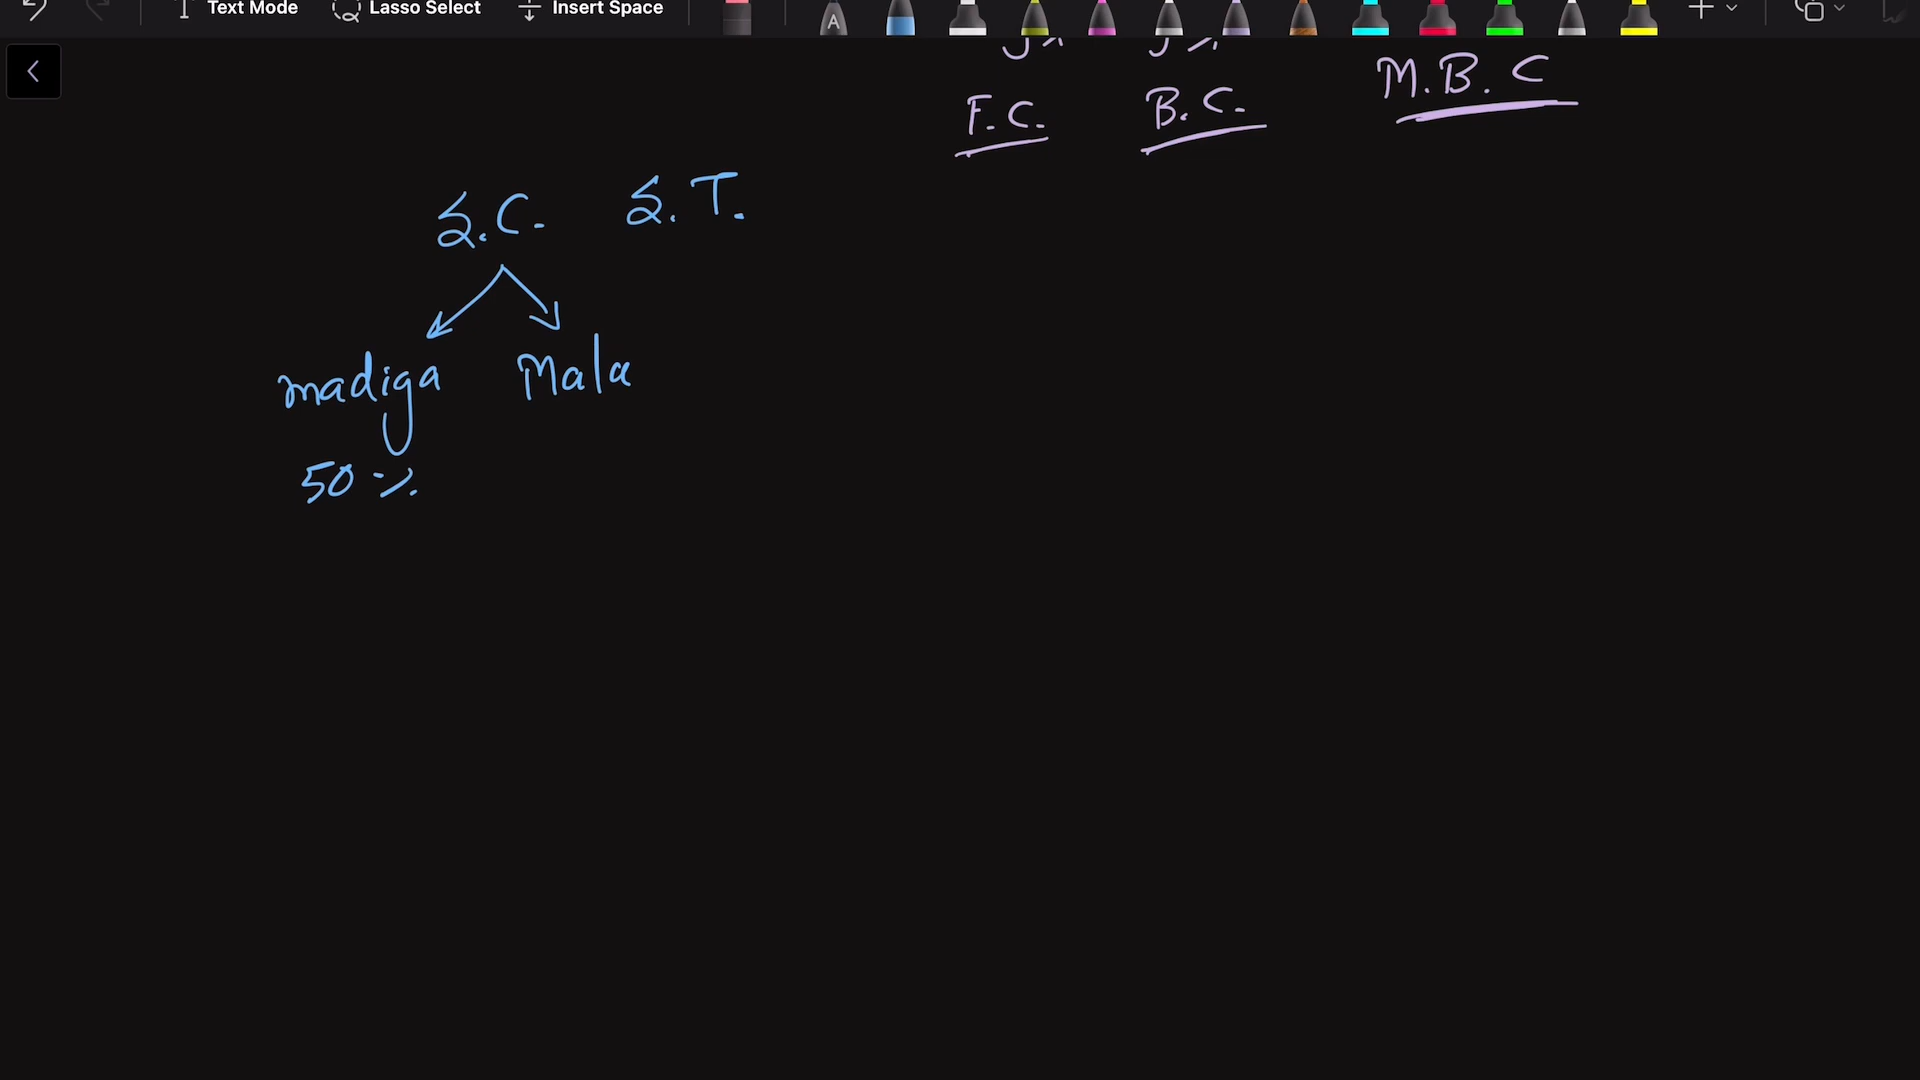 Text Mode Lasso Select Insert Space
A
F.C. B.C. M.B.C
S.C. S.T.
madiga Mala
50 %